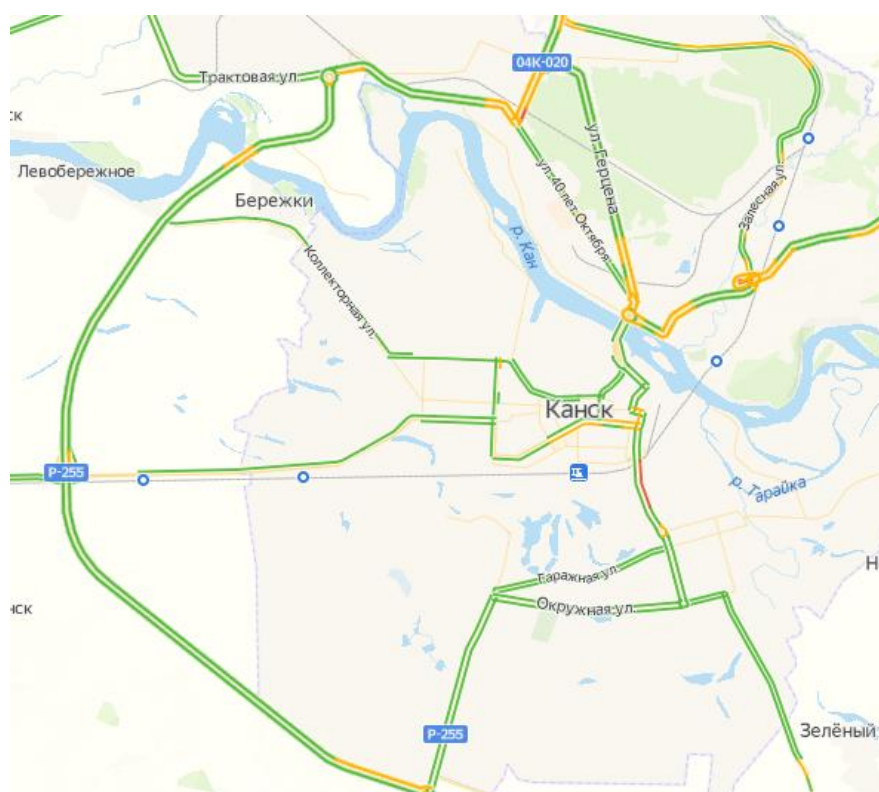 04К-020
Трактовая ул.
ск
Левобережное
Бережки
ул. Герцена
ул. 40 лет Октября
Залесная ул.
р. Кан
Коллекторная ул.
Канск
Р-255
р. Тарайка
Н
Гаражная ул.
Окружная ул.
нск
Р-255
Зелёный